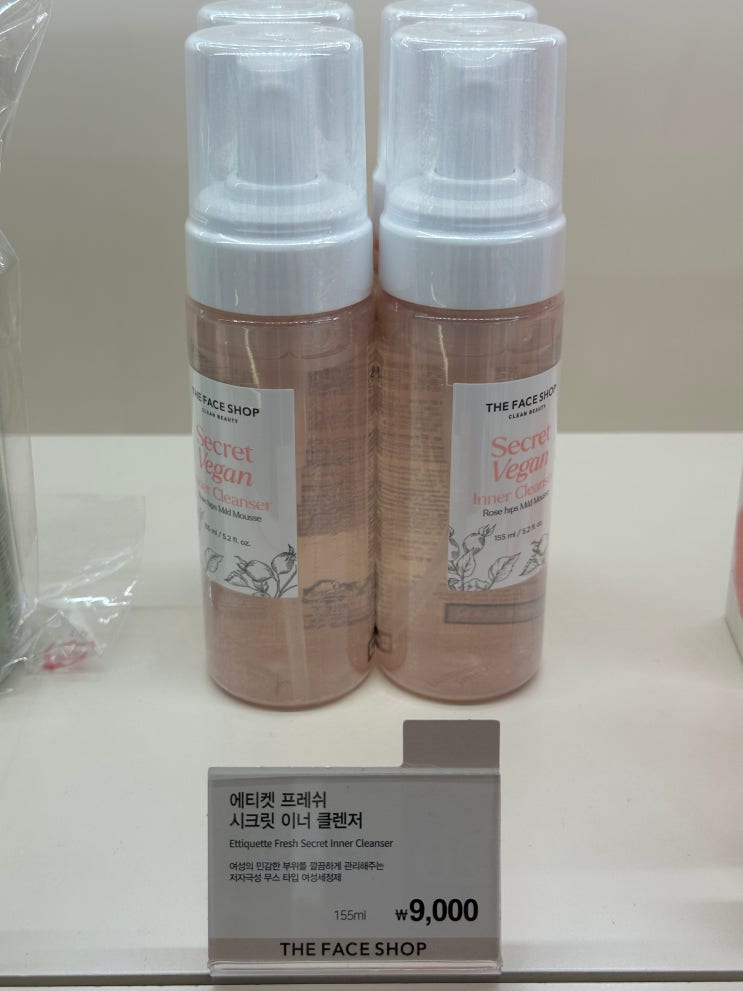 THE FACE SHOP
CLEAN BEAUTY
Secret
Vegan
Inner Cleanser
Rose hips Mild Mousse
155 ml / 5.2 fl. oz.
THE FACE SHOP
CLEAN BEAUTY
Secret
Vegan
Inner
Rose hips Mild Mousse
155 ml / 5.2 fl. oz.
에티켓 프레쉬
시크릿 이너 클렌저
Ettiquette Fresh Secret Inner Cleanser
여성의 민감한 부위를 깔끔하게 관리해주는
저자극성 무스 타입 여성세정제
155ml ₩9,000
THE FACE SHOP